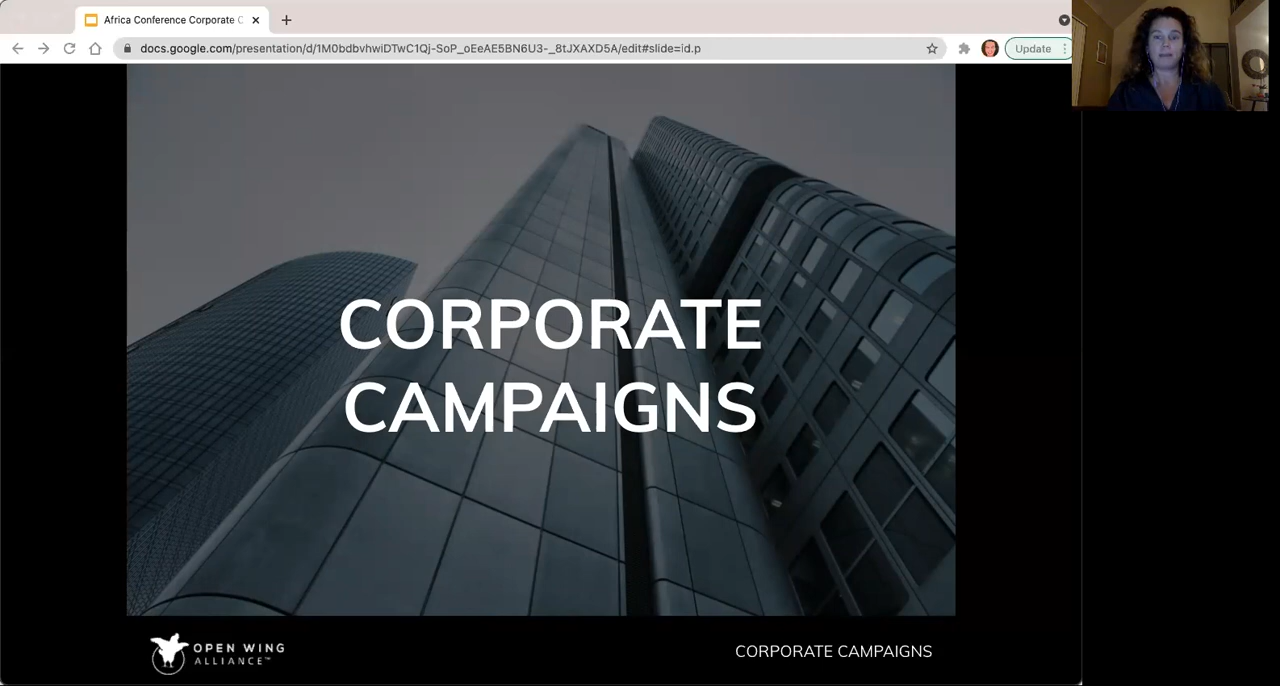 Africa Conference Corporate C
docs.google.com/presentation/d/1M0bdbvhwiDTwC1Qj-SoP_oEeAE5BN6U3-_8tJXAXD5A/edit#slide=id.p
Update
CORPORATE
CAMPAIGNS
OPEN WING
ALLIANCE™
CORPORATE CAMPAIGNS